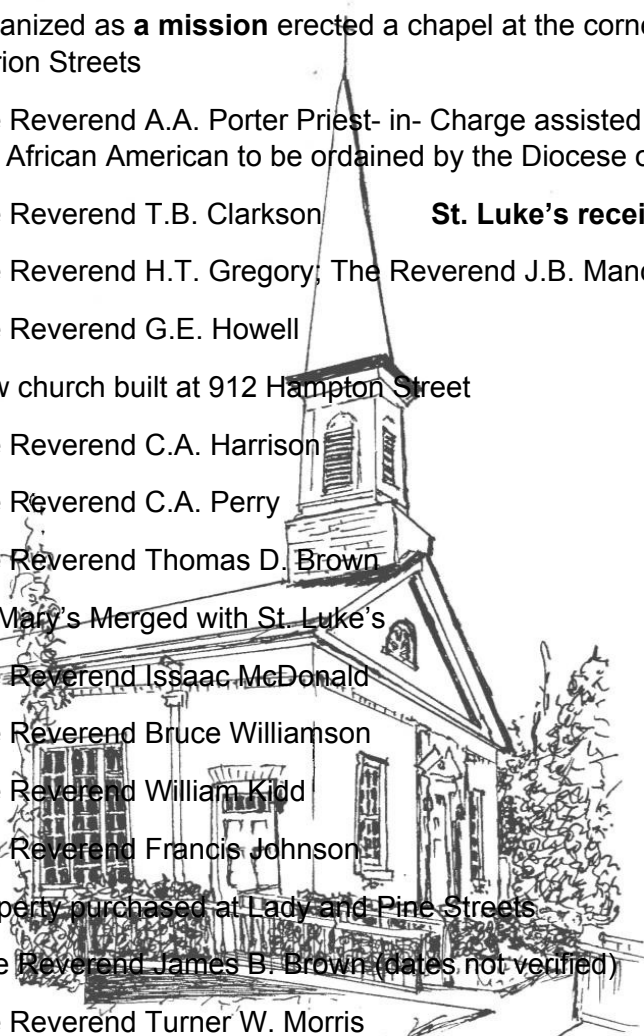 anized as a mission erected a chapel at the corne
rion Streets
e Reverend A.A. Porter Priest- in- Charge assisted
African American to be ordained by the Diocese o
e Reverend T.B. Clarkson St. Luke’s recei
e Reverend H.T. Gregory; The Reverend J.B. Manc
e Reverend G.E. Howell
w church built at 912 Hampton Street
e Reverend C.A. Harrison
e Reverend C.A. Perry
e Reverend Thomas D. Brown
Mary’s Merged with St. Luke’s
Reverend Issaac McDonald
e Reverend Bruce Williamson
e Reverend William Kidd
Reverend Francis Johnson
perty purchased at Lady and Pine Streets
e Reverend James B. Brown (dates not verified)
e Reverend Turner W. Morris